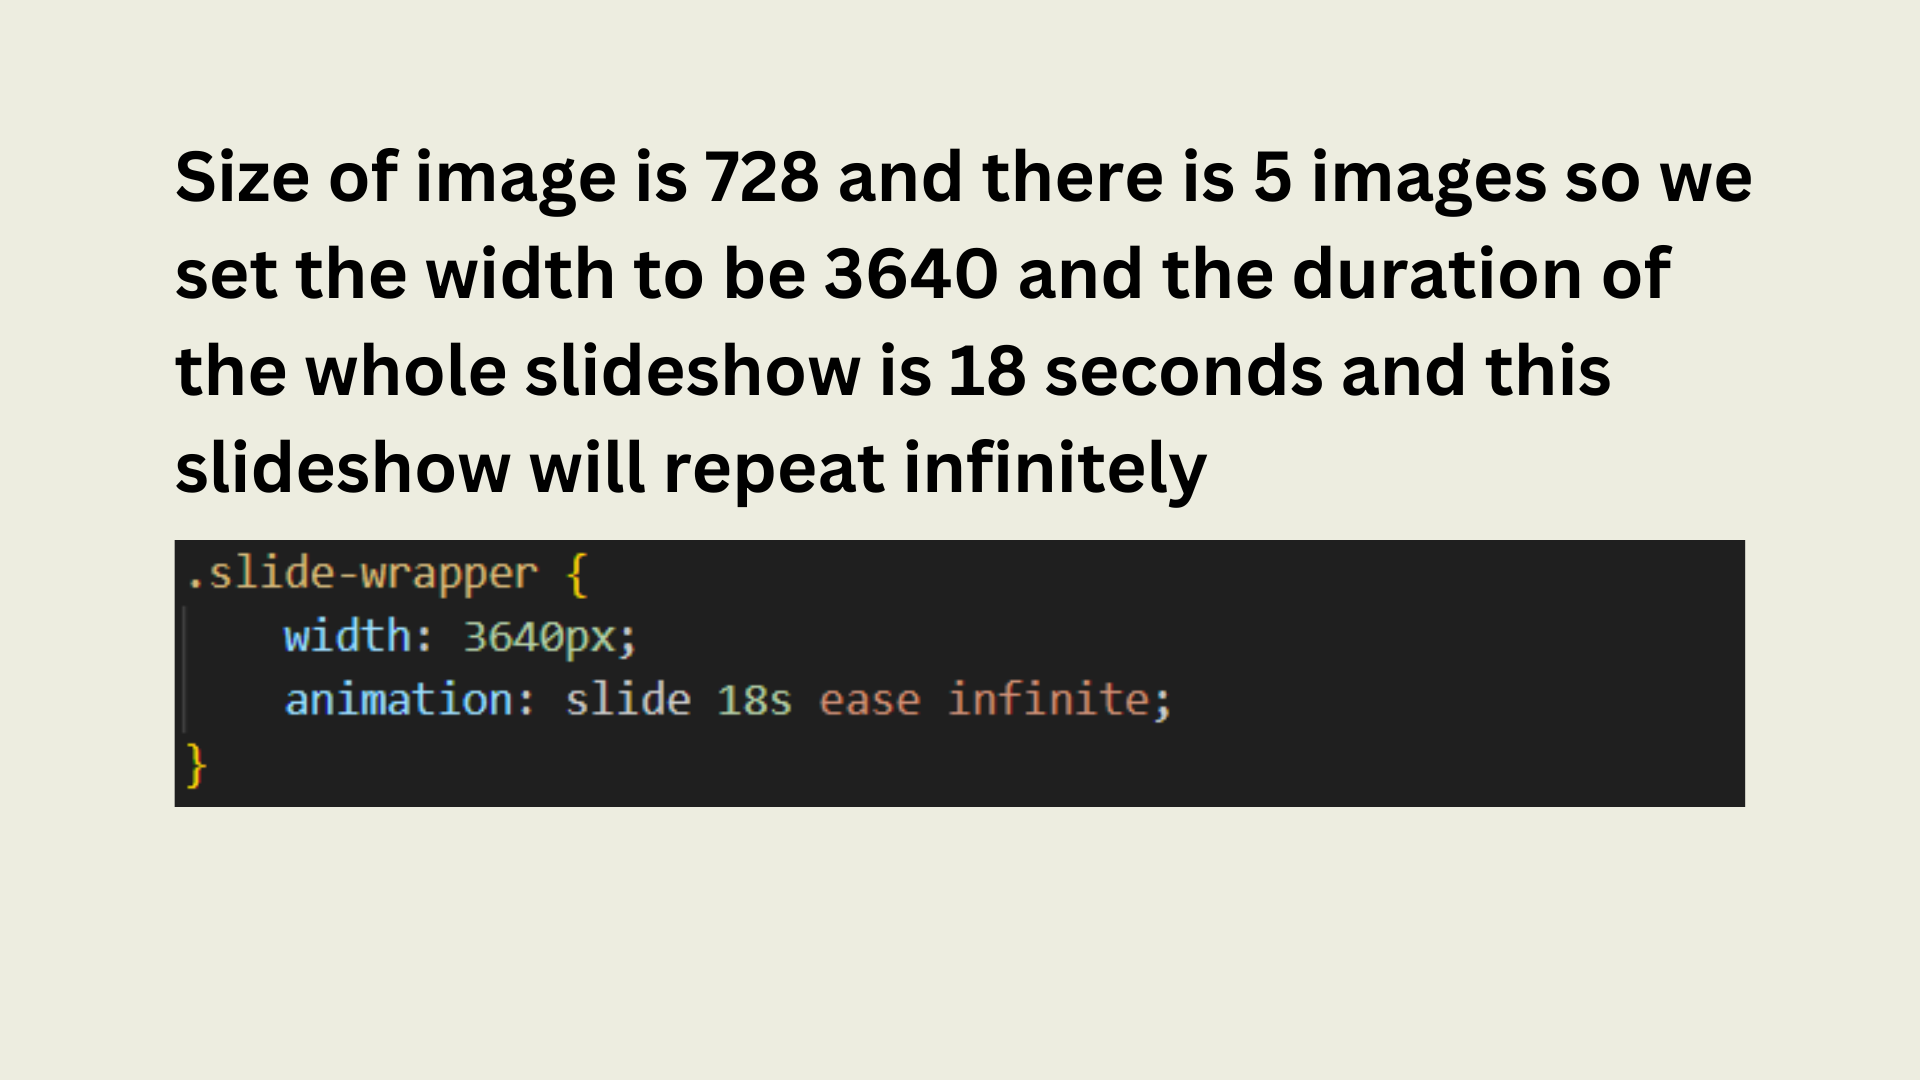 Size of image is 728 and there is 5 images so we
set the width to be 3640 and the duration of
the whole slideshow is 18 seconds and this
slideshow will repeat infinitely
.slide-wrapper {
    width: 3640px;
    animation: slide 18s ease infinite;
}